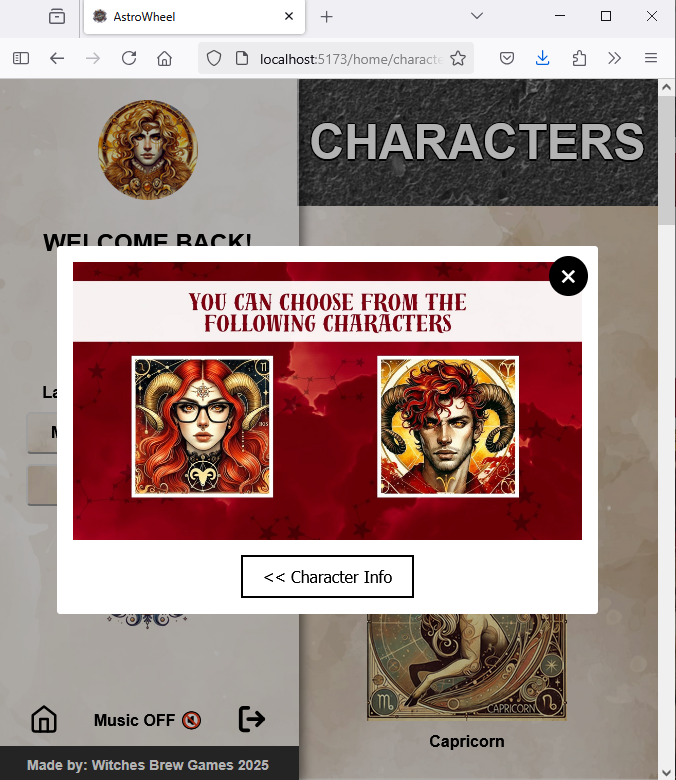 AstroWheel
localhost:5173/home/characte
CHARACTERS
WELCOME BACK!
YOU CAN CHOOSE FROM THE
FOLLOWING CHARACTERS
La
M
<< Character Info
CAPRICORN
Capricorn
Music OFF
Made by: Witches Brew Games 2025